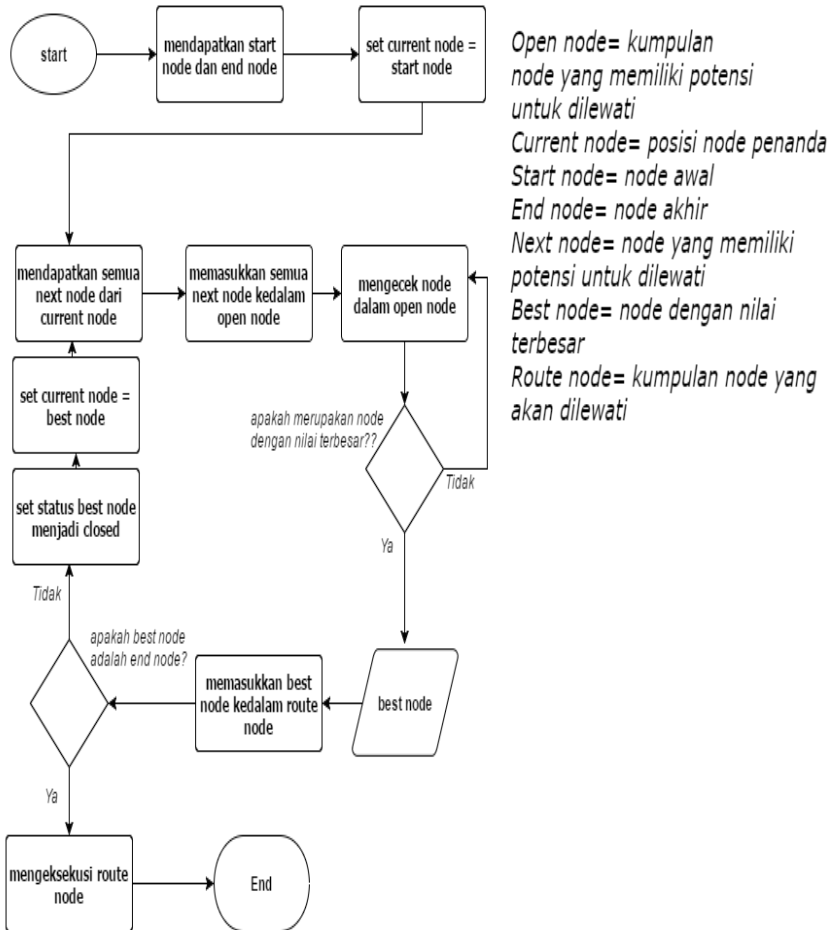 start
mendapatkan start
node dan end node
set current node =
start node
mendapatkan semua
next node dari
current node
memasukkan semua
next node kedalam
open node
mengecek node
dalam open node
set current node =
best node
apakah merupakan node
dengan nilai terbesar??
Tidak
Ya
set status best node
menjadi closed
Tidak
apakah best node
adalah end node?
memasukkan best
node kedalam route
node
best node
Ya
mengeksekusi route
node
End
Open node= kumpulan
node yang memiliki potensi
untuk dilewati
Current node= posisi node penanda
Start node= node awal
End node= node akhir
Next node= node yang memiliki
potensi untuk dilewati
Best node= node dengan nilai
terbesar
Route node= kumpulan node yang
akan dilewati